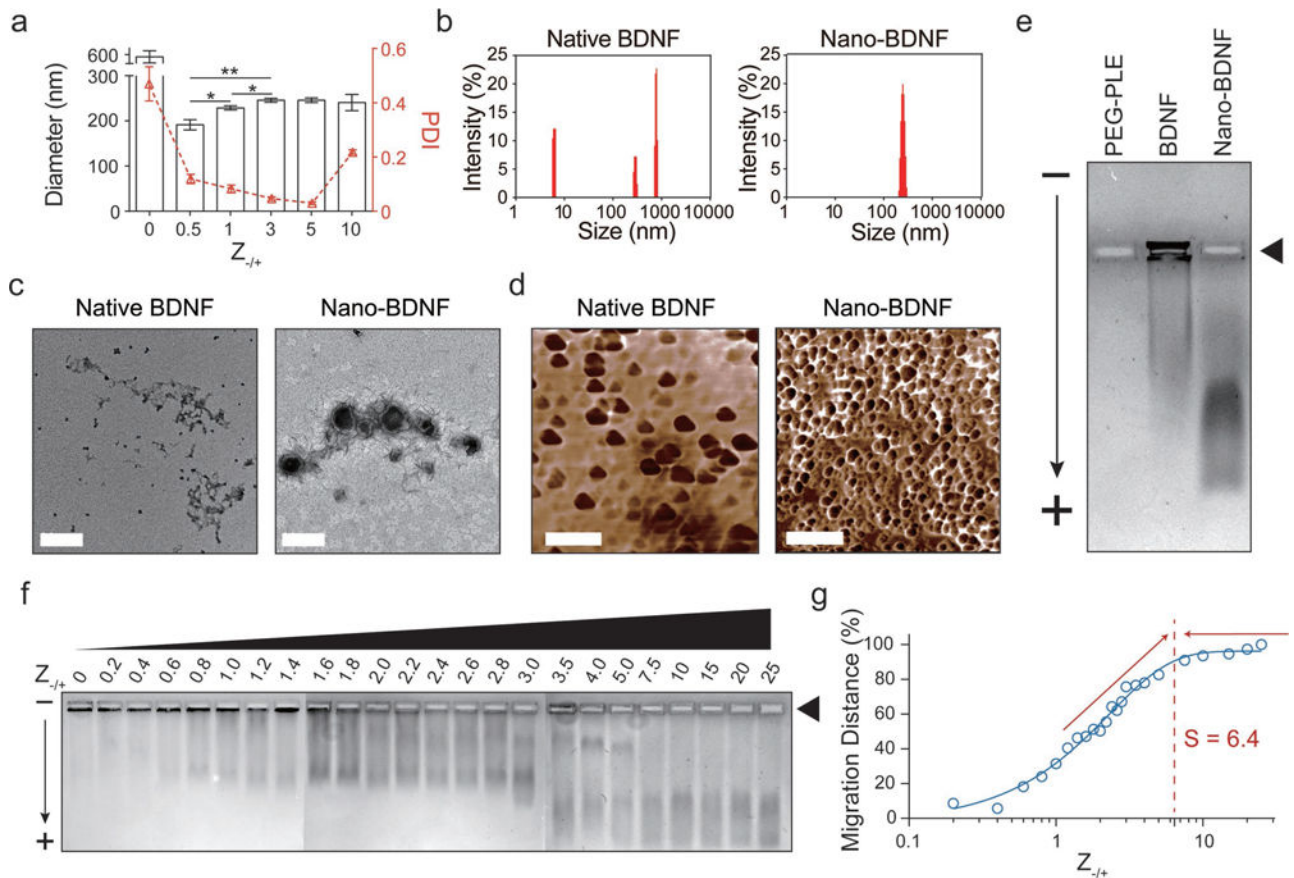 a
Diameter (nm)
600
300
200
100
0
0.6
0.4
0.2
0
PDI
**
*
*
0 0.5 1 3 5 10
Z-/+
b
Native BDNF
Nano-BDNF
Intensity (%)
25
20
15
10
5
0
1 10 100 1000 10000
Size (nm)
Intensity (%)
25
20
15
10
5
0
1 10 100 1000 10000
Size (nm)
c
Native BDNF
Nano-BDNF
d
Native BDNF
Nano-BDNF
e
PEG-PLE
BDNF
Nano-BDNF
−
+
f
Z-/+
0 0.2 0.4 0.6 0.8 1.0 1.2 1.4 1.6 1.8 2.0 2.2 2.4 2.6 2.8 3.0 3.5 4.0 5.0 7.5 10 15 20 25
−
+
g
Migration Distance (%)
100
80
60
40
20
0
0.1 1 10
Z-/+
S = 6.4